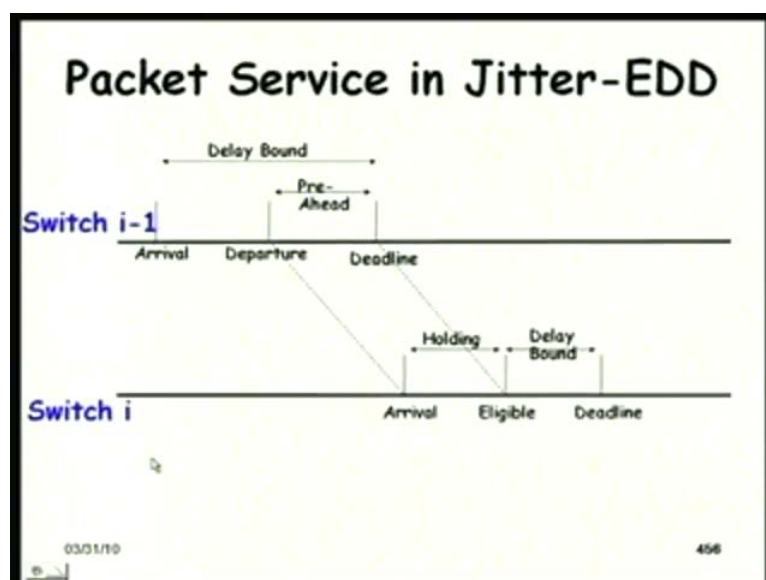 Packet Service in Jitter-EDD
Delay Bound
Pre-
Ahead
Switch i-1
Arrival
Departure
Deadline
Holding
Delay
Bound
Switch i
Arrival
Eligible
Deadline
03/31/10
456